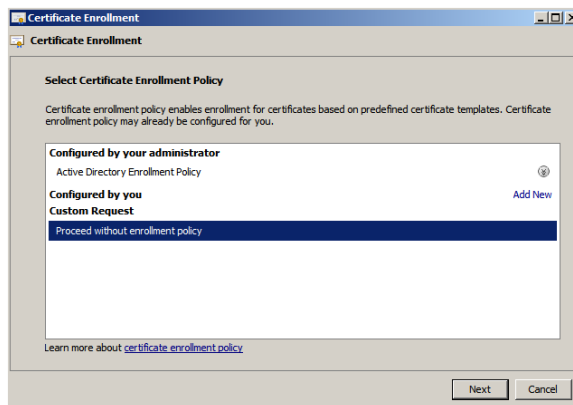 Certificate Enrollment
Certificate Enrollment
Select Certificate Enrollment Policy
Certificate enrollment policy enables enrollment for certificates based on predefined certificate templates. Certificate
enrollment policy may already be configured for you.
Configured by your administrator
Active Directory Enrollment Policy
Configured by you Add New
Custom Request
Proceed without enrollment policy
Learn more about certificate enrollment policy
Next Cancel